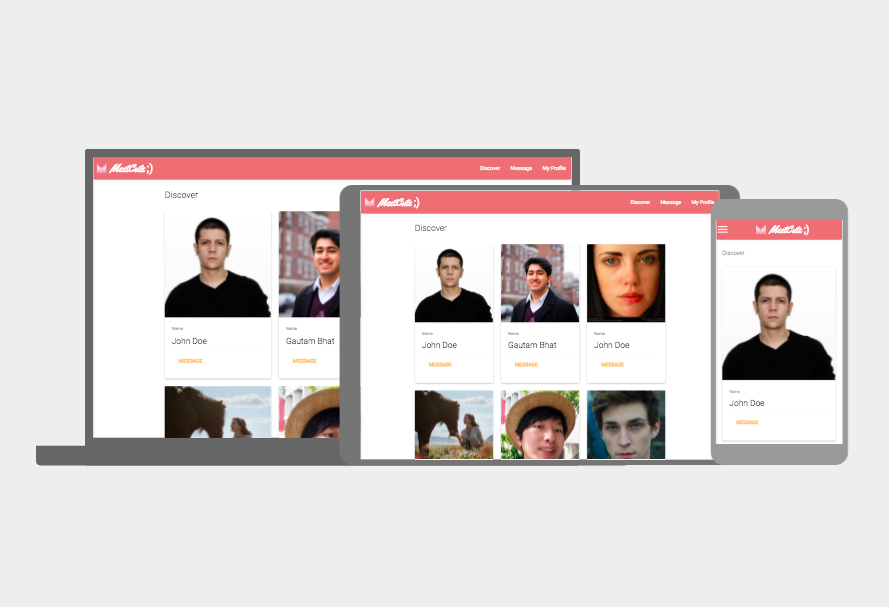 MeetCute ;)
Discover Message My Profile
Discover
Name
John Doe
MESSAGE
Name
Gautam Bhat
MESSAGE
MeetCute ;)
Discover Message My Profile
Discover
Name
John Doe
MESSAGE
Name
Gautam Bhat
MESSAGE
Name
John Doe
MESSAGE
MeetCute ;)
Discover
Name
John Doe
MESSAGE